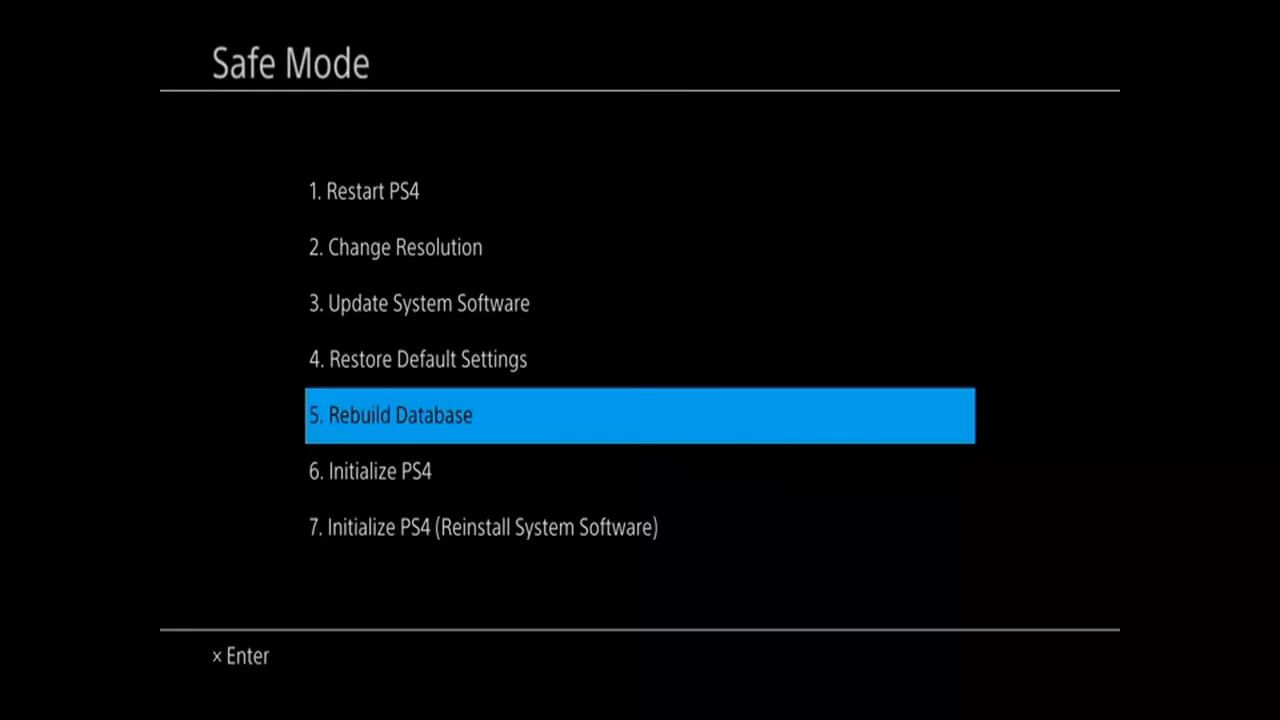 Safe Mode
1. Restart PS4
2. Change Resolution
3. Update System Software
4. Restore Default Settings
5. Rebuild Database
6. Initialize PS4
7. Initialize PS4 (Reinstall System Software)
× Enter